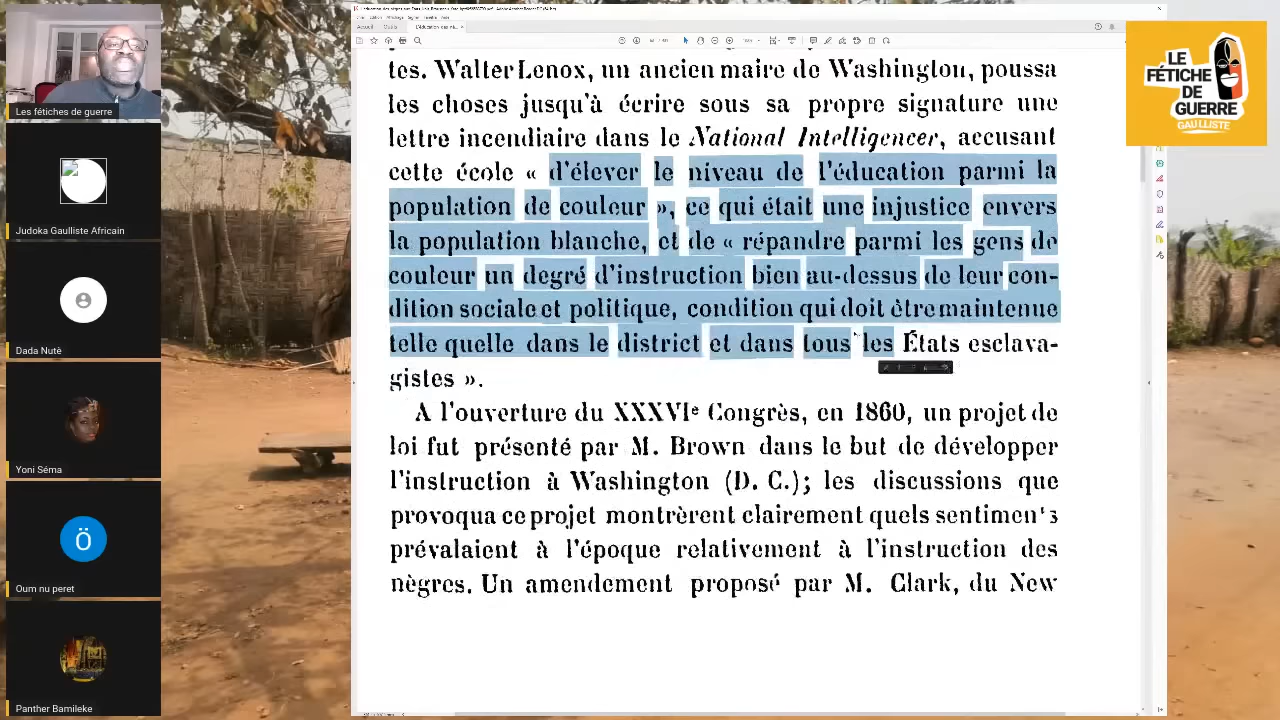 Les fétiches de guerre
Judoka Gaulliste Africain
Dada Nutè
Yoni Séma
Ö
Oum nu peret
Panther Bamileke
Accueil Outils
tes. Walter Lenox, un ancien maire de Washington, poussa
les choses jusqu'à écrire sous sa propre signature une
lettre incendiaire dans le National Intelligencer, accusant
cette école « d'élever le niveau de l'éducation parmi la
population de couleur », ce qui était une injustice envers
la population blanche, et de « répandre parmi les gens de
couleur un degré d'instruction bien au-dessus de leur con-
dition sociale et politique, condition qui doit être maintenue
telle quelle dans le district et dans tous les États esclava-
gistes ».
A l'ouverture du XXXVIe Congrès, en 1860, un projet de
loi fut présenté par M. Brown dans le but de développer
l'instruction à Washington (D. C.); les discussions que
provoqua ce projet montrèrent clairement quels sentimen's
prévalaient à l'époque relativement à l'instruction des
nègres. Un amendement proposé par M. Clark, du New
LE
FÉTICHE
DE
GUERRE
GAULLISTE